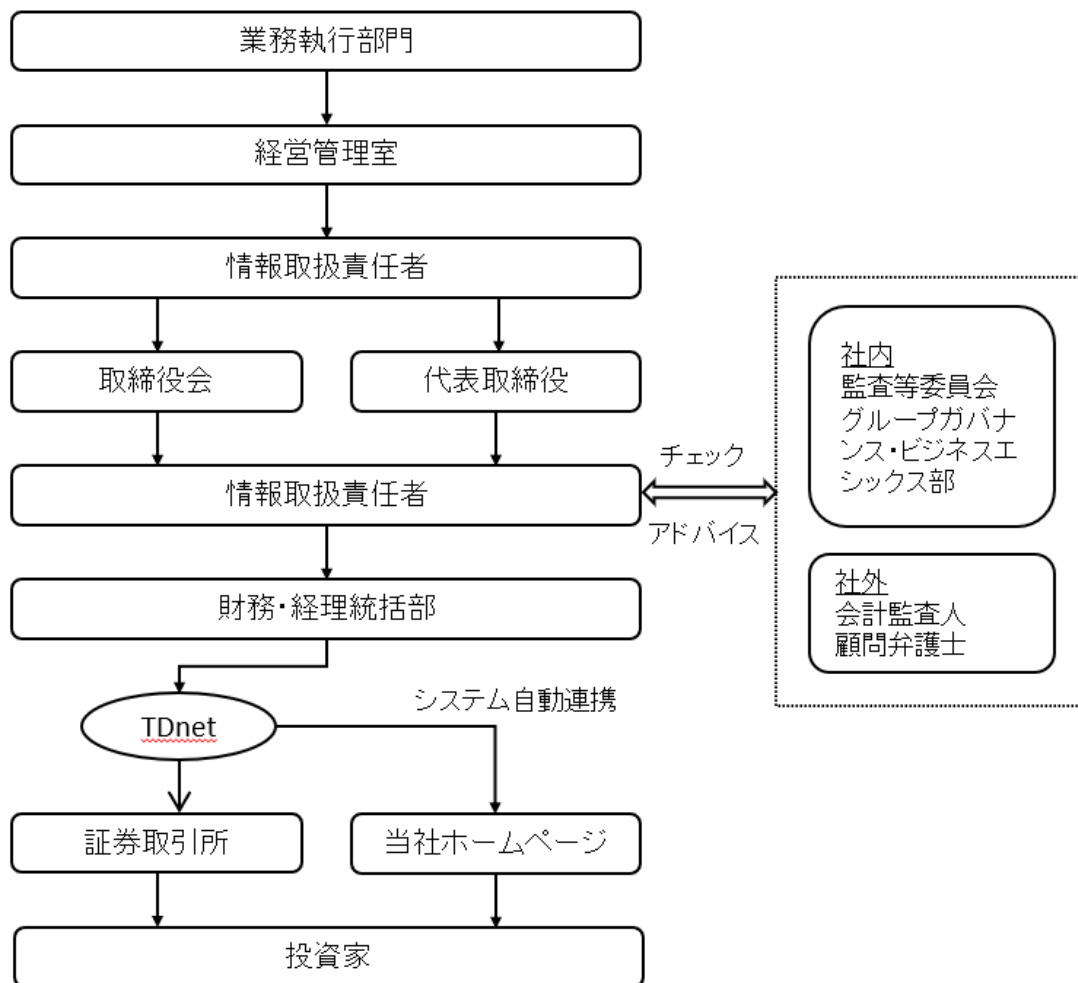 業務執行部門
経営管理室
情報取扱責任者
取締役会
代表取締役
情報取扱責任者
チェック
アドバイス
社内
監査等委員会
グループガバナ
ンス・ビジネスエ
シックス部
社外
会計監査人
顧問弁護士
財務・経理統括部
システム自動連携
TDnet
証券取引所
当社ホームページ
投資家